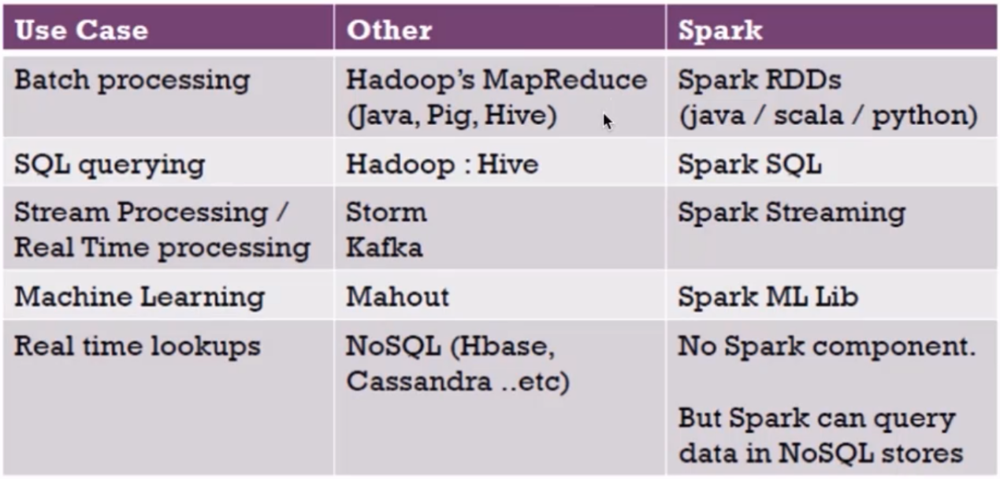 Use Case
Other
Spark
Batch processing
Hadoop's MapReduce
(Java, Pig, Hive)
Spark RDDs
(java / scala / python)
SQL querying
Hadoop : Hive
Spark SQL
Stream Processing /
Real Time processing
Storm
Kafka
Spark Streaming
Machine Learning
Mahout
Spark ML Lib
Real time lookups
NoSQL (Hbase,
Cassandra ..etc)
No Spark component.
But Spark can query
data in NoSQL stores